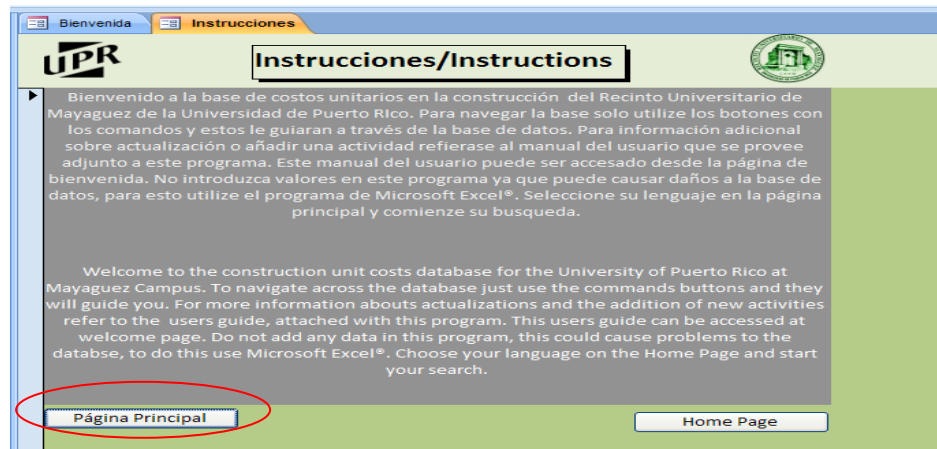 Bienvenida
Instrucciones
UPR
Instrucciones/Instructions
Bienvenido a la base de costos unitarios en la construcción del Recinto Universitario de
Mayaguez de la Universidad de Puerto RIco. Para navegar la base solo utilize los botones con
los comandos y estos le guiaran a través de la base de datos. Para información adicional
sobre actualización o añadir una actividad refierase al manual del usuario que se provee
adjunto a este programa. Este manual del usuario puede ser accesado desde la página de
bienvenida. No introduzca valores en este programa ya que puede causar daños a la base de
datos, para esto utilize el programa de Microsoft Excel®. Seleccione su lenguaje en la página
principal y comienze su busqueda.
Welcome to the construction unit costs database for the University of Puerto Rico at
Mayaguez Campus. To navigate across the database just use the commands buttons and they
will guide you. For more information abouts actualizations and the addition of new activities
refer to the users guide, attached with this program. This users guide can be accessed at
welcome page. Do not add any data in this program, this could cause problems to the
databse, to do this use Microsoft Excel®. Choose your language on the Home Page and start
your search.
Página Principal
Home Page